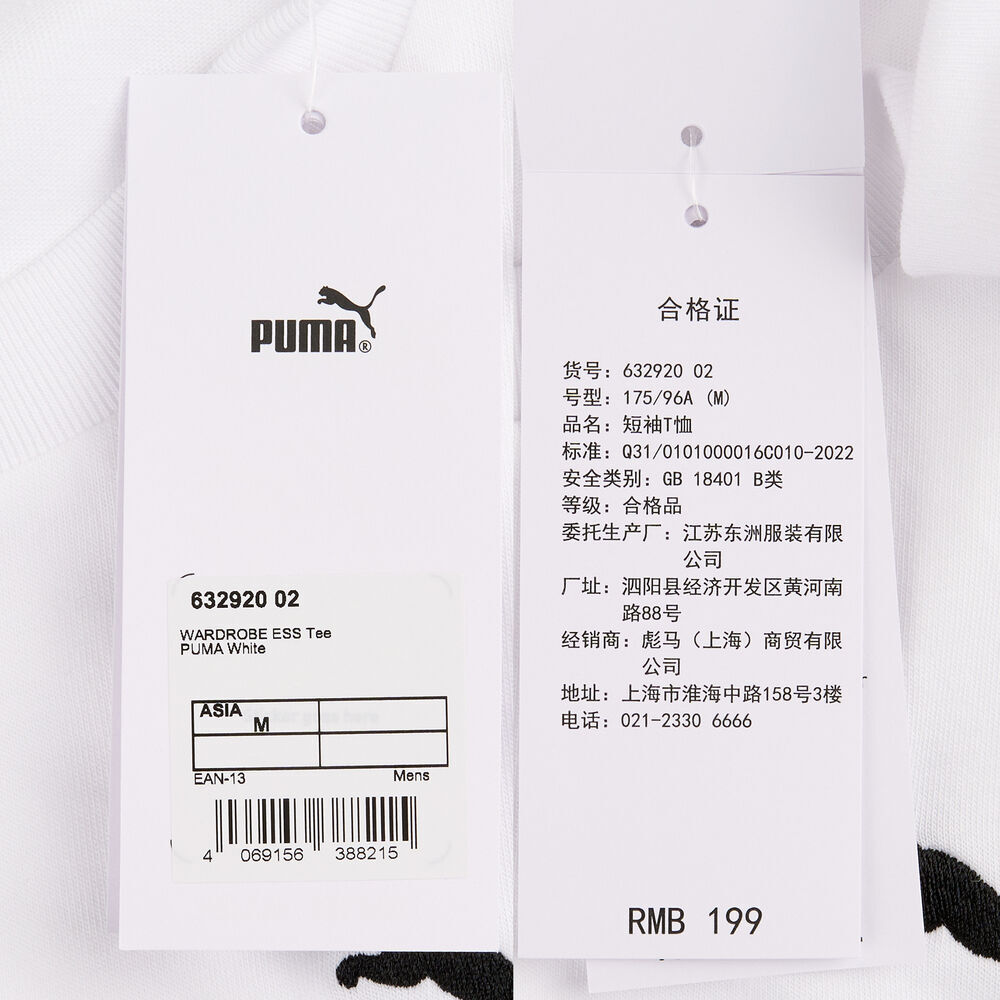 PUMA®
632920 02
WARDROBE ESS Tee
PUMA White
ASIA
M
EAN-13 Mens
4 069156 388215
合格证
货号：632920 02
号型：175/96A (M)
品名：短袖T恤
标准：Q31/0101000016C010-2022
安全类别：GB 18401 B类
等级：合格品
委托生产厂：江苏东洲服装有限
公司
厂址：泗阳县经济开发区黄河南
路88号
经销商：彪马（上海）商贸有限
公司
地址：上海市淮海中路158号3楼
电话：021-2330 6666
RMB 199